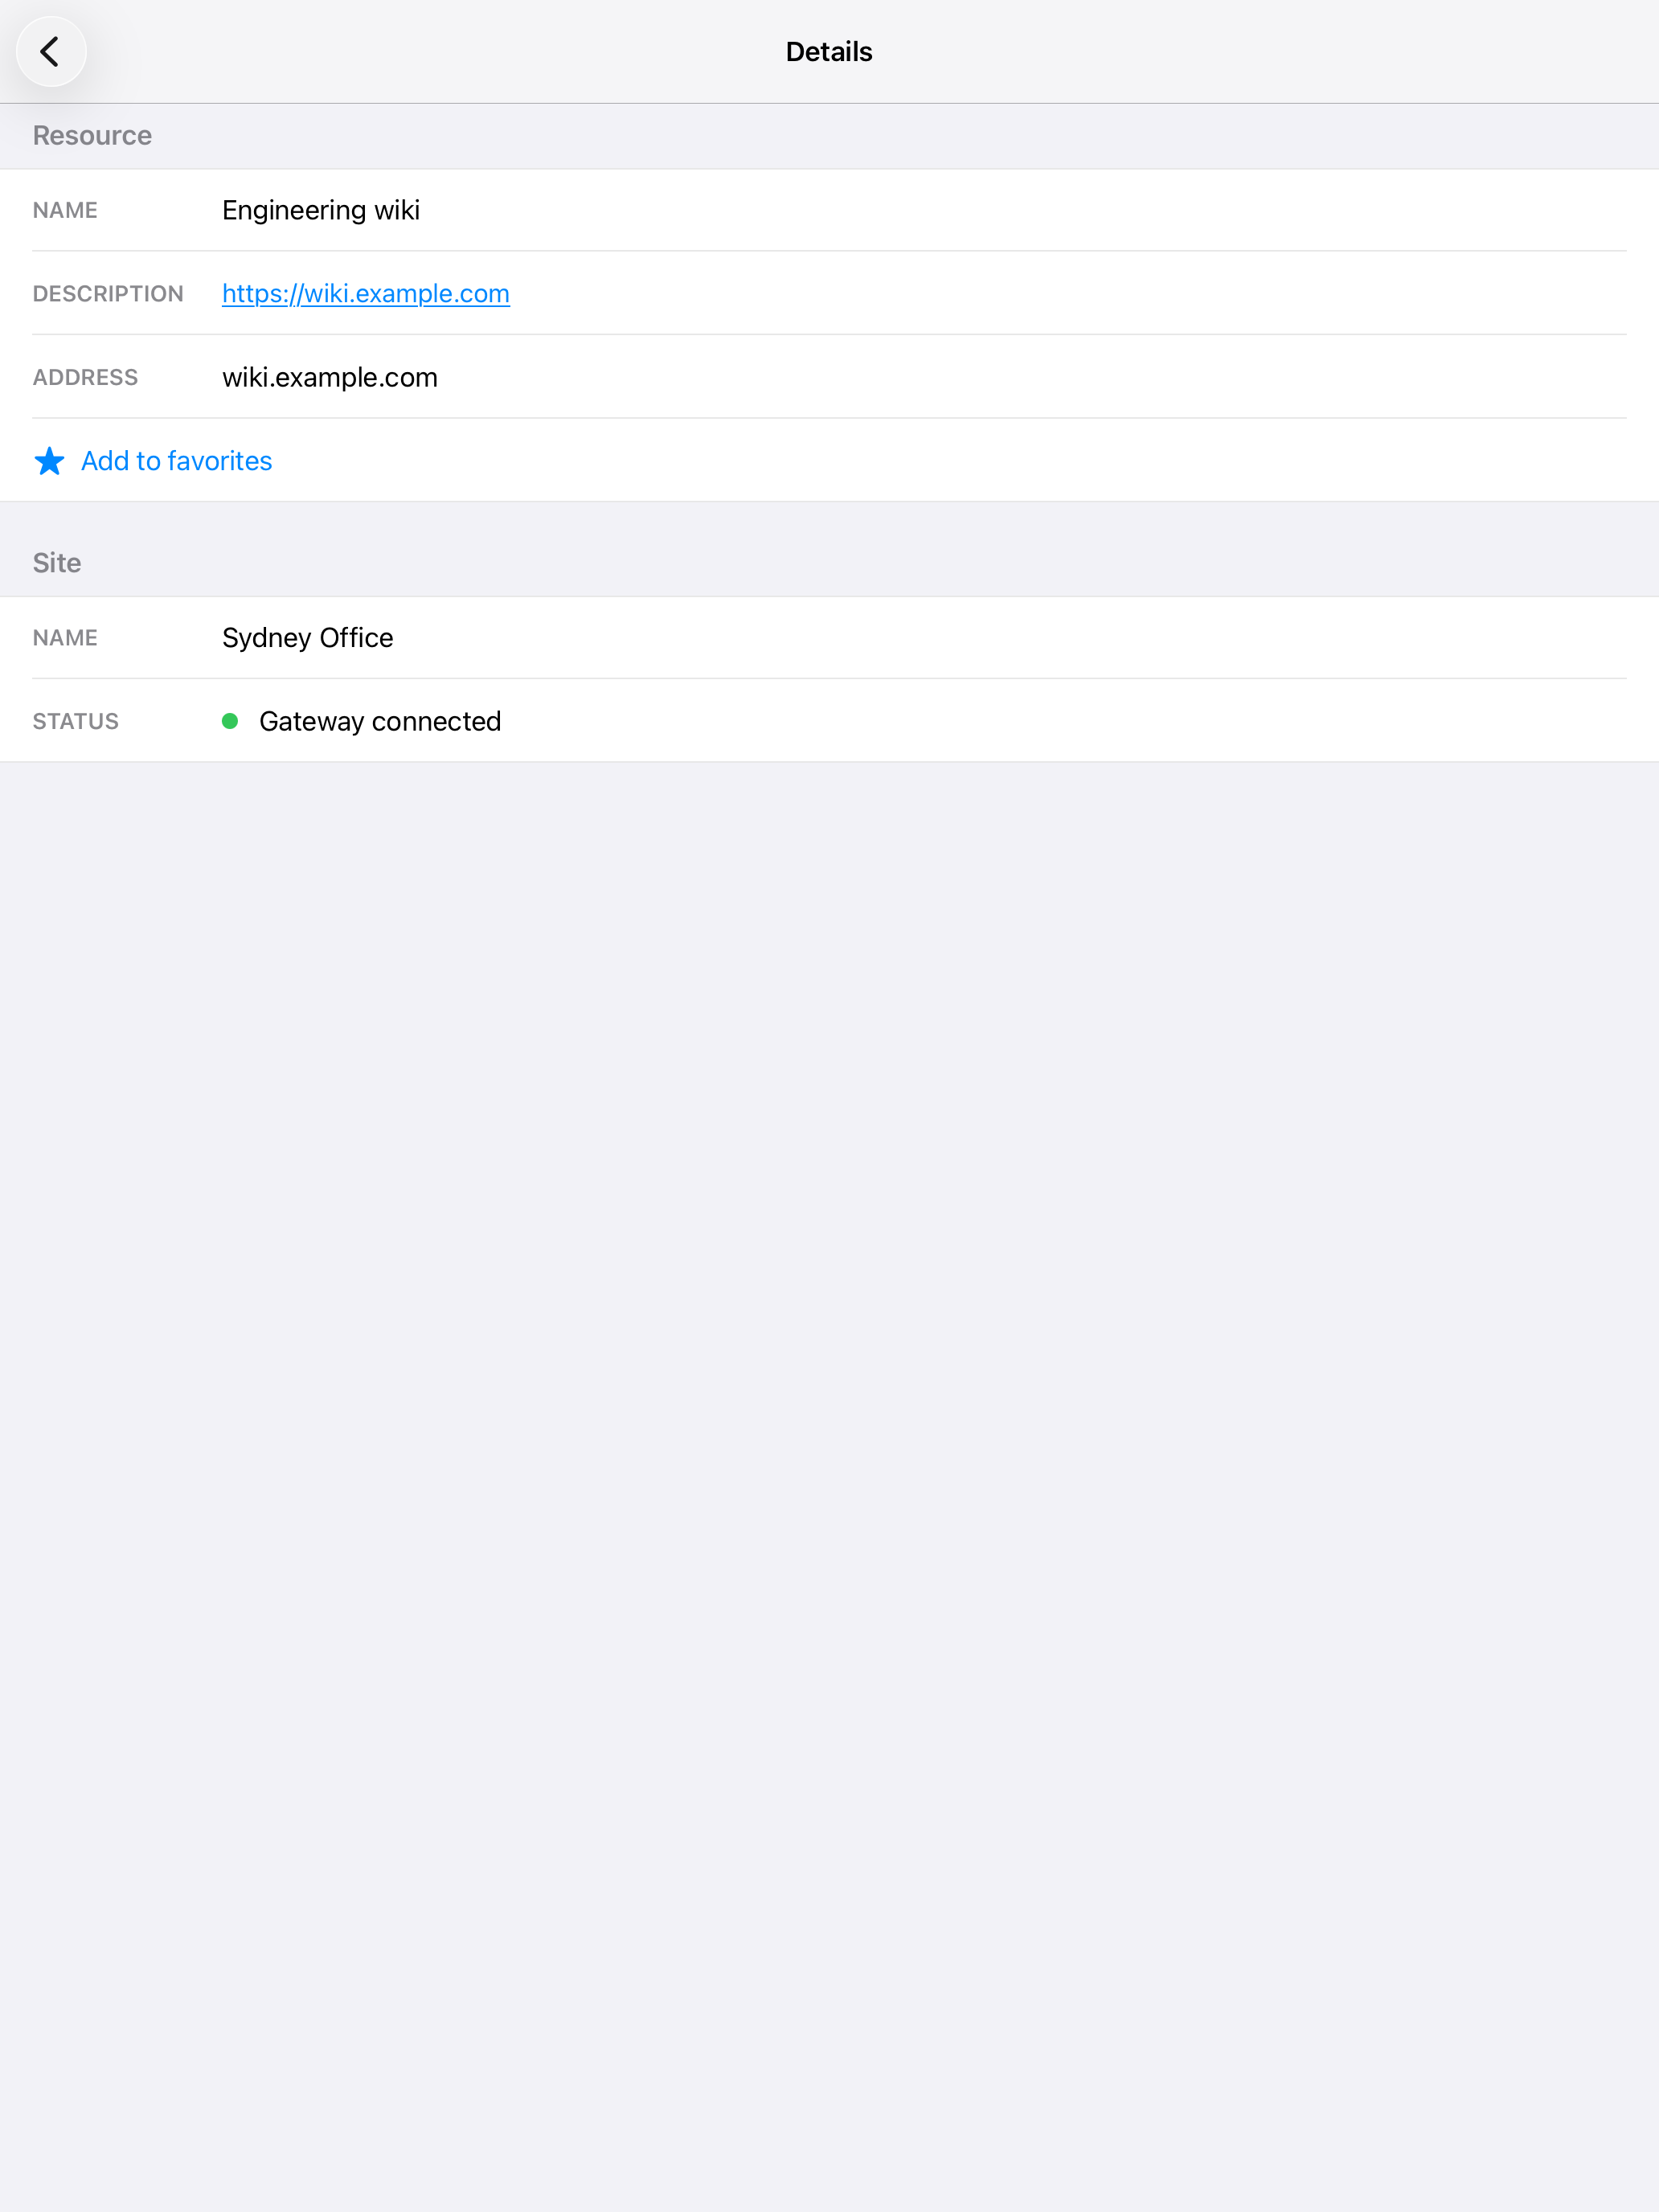 Details
Resource
NAME Engineering wiki
DESCRIPTION https://wiki.example.com
ADDRESS wiki.example.com
Add to favorites
Site
NAME Sydney Office
STATUS Gateway connected